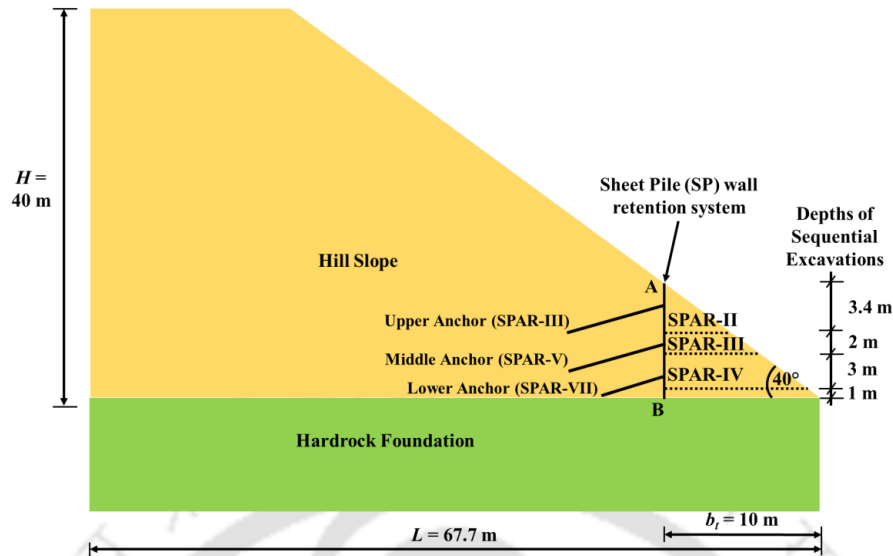 H =
40 m
Sheet Pile (SP) wall
retention system
Depths of
Sequential
Excavations
Hill Slope
A
3.4 m
Upper Anchor (SPAR-III)
SPAR-II
SPAR-III
2 m
Middle Anchor (SPAR-V)
SPAR-IV
40°
3 m
Lower Anchor (SPAR-VII)
1 m
B
Hardrock Foundation
bt = 10 m
L = 67.7 m